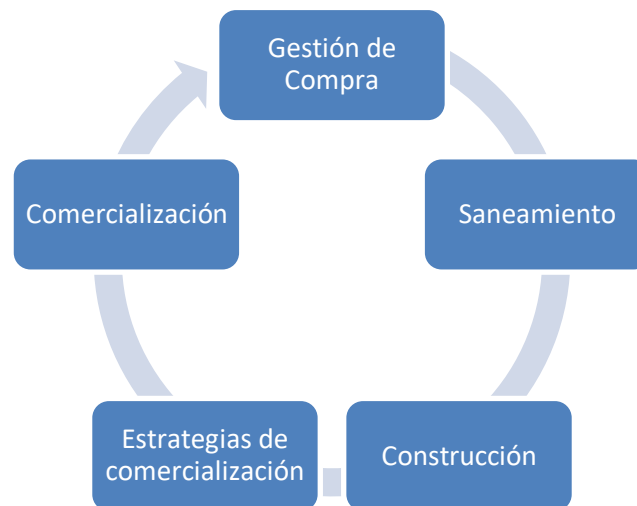 Gestión de
Compra
Saneamiento
Construcción
Estrategias de
comercialización
Comercialización